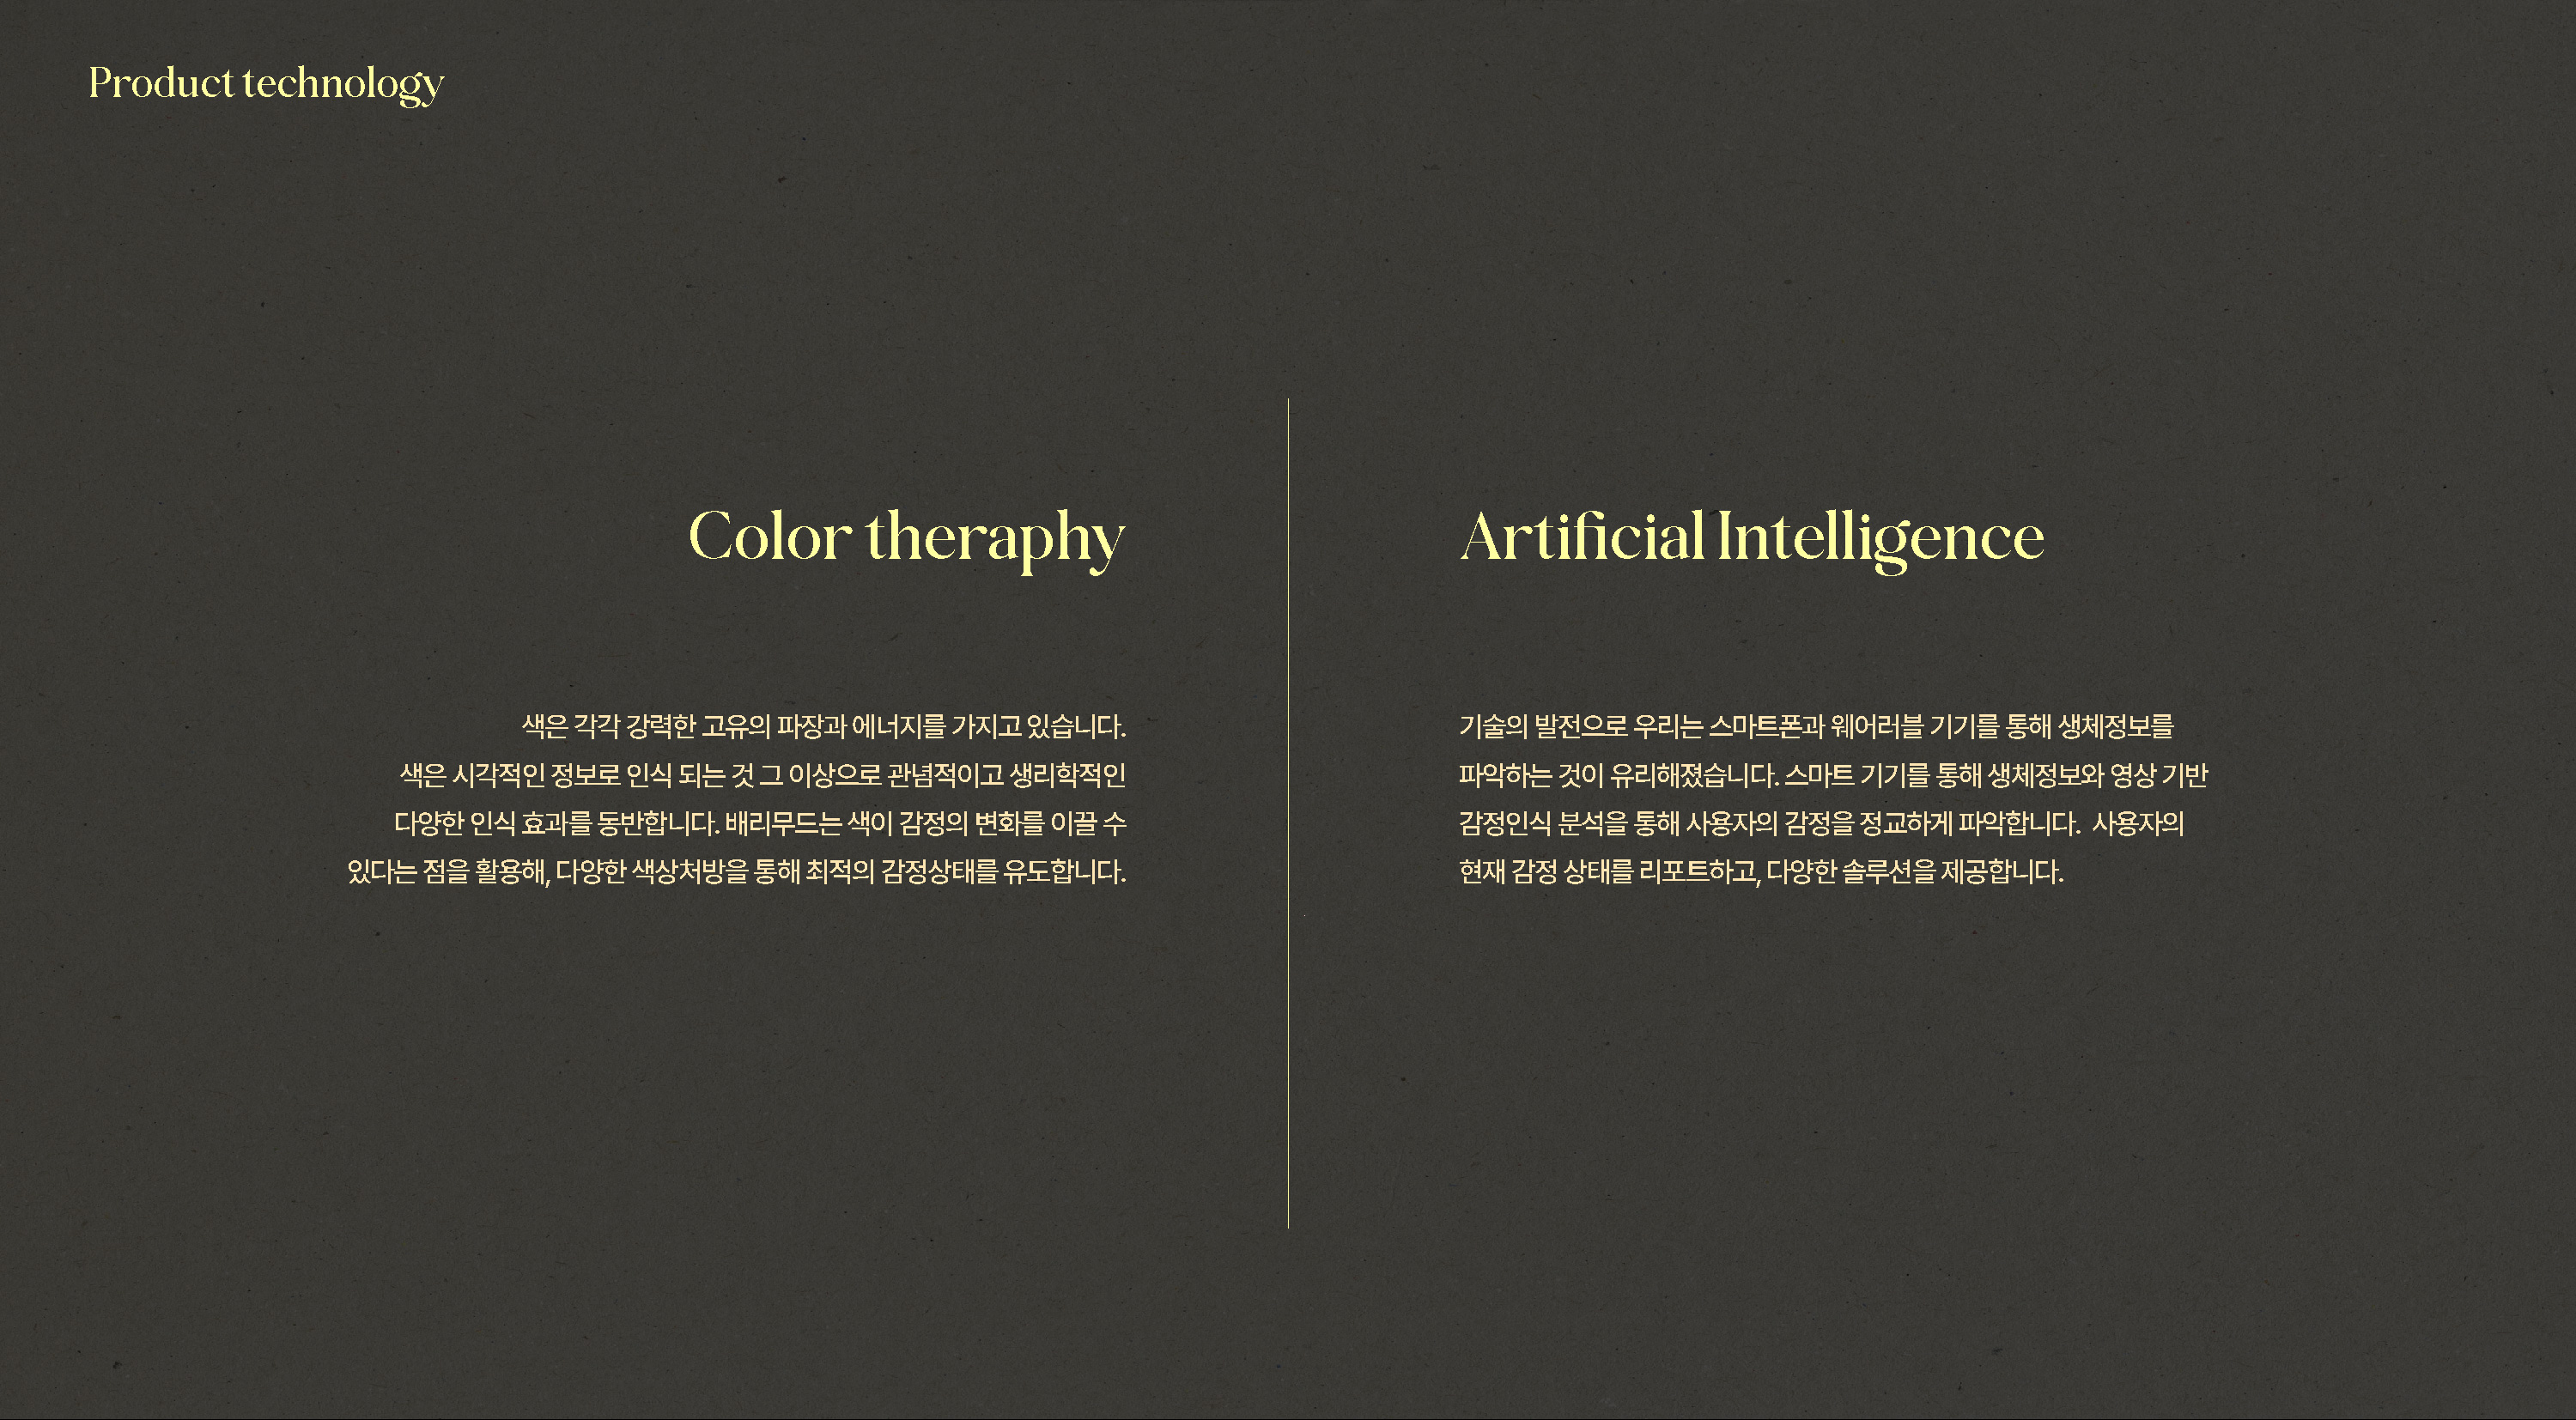 Product technology
Color theraphy
색은 각각 강력한 고유의 파장과 에너지를 가지고 있습니다.
색은 시각적인 정보로 인식 되는 것 그 이상으로 관념적이고 생리학적인
다양한 인식 효과를 동반합니다. 배리무드는 색이 감정의 변화를 이끌 수
있다는 점을 활용해, 다양한 색상처방을 통해 최적의 감정상태를 유도합니다.
Artificial Intelligence
기술의 발전으로 우리는 스마트폰과 웨어러블 기기를 통해 생체정보를
파악하는 것이 유리해졌습니다. 스마트 기기를 통해 생체정보와 영상 기반
감정인식 분석을 통해 사용자의 감정을 정교하게 파악합니다. 사용자의
현재 감정 상태를 리포트하고, 다양한 솔루션을 제공합니다.